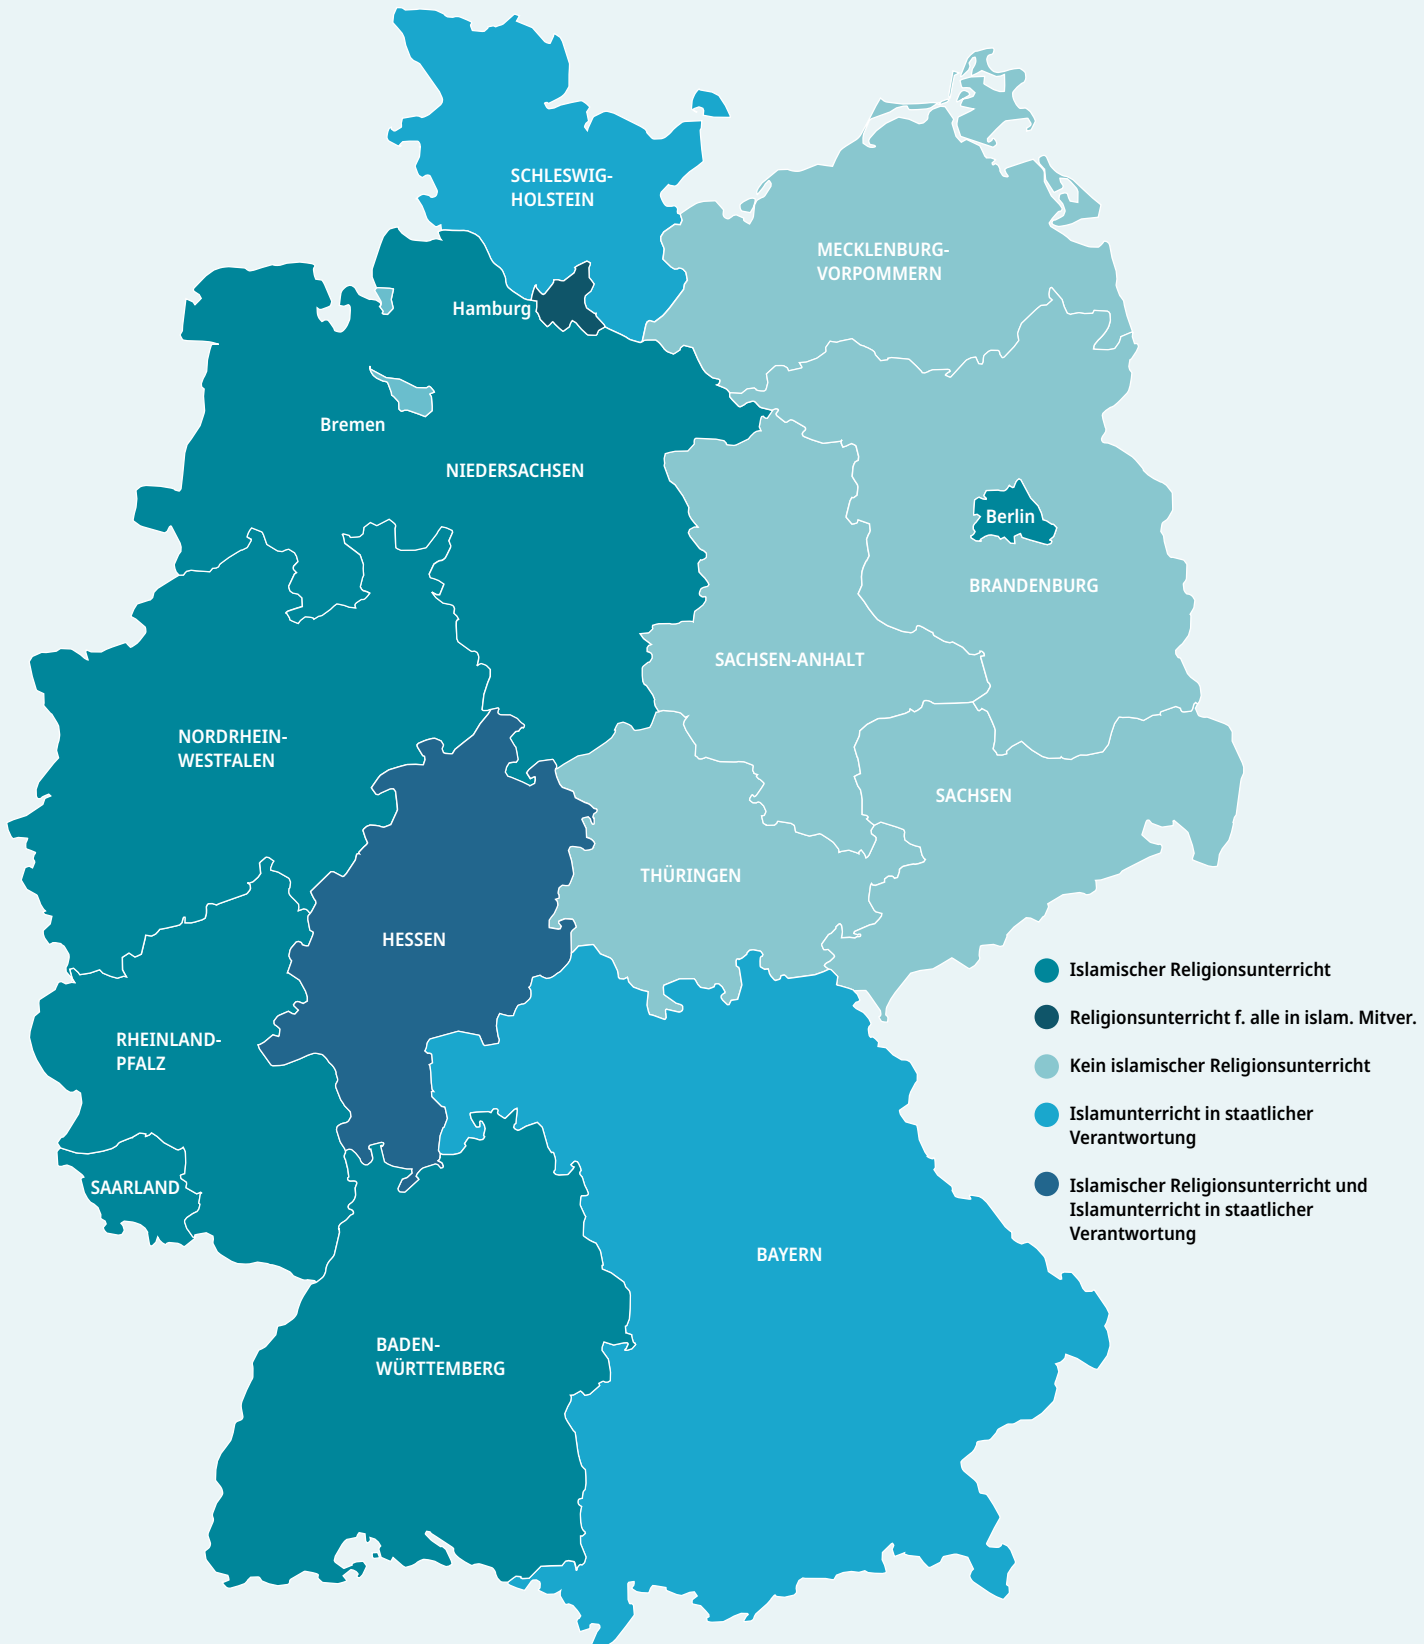 SCHLESWIG-
HOLSTEIN
MECKLENBURG-
VORPOMMERN
Hamburg
Bremen
NIEDERSACHSEN
Berlin
BRANDENBURG
SACHSEN-ANHALT
NORDRHEIN-
WESTFALEN
SACHSEN
THÜRINGEN
HESSEN
RHEINLAND-
PFALZ
SAARLAND
BAYERN
BADEN-
WÜRTTEMBERG
Islamischer Religionsunterricht
Religionsunterricht f. alle in islam. Mitver.
Kein islamischer Religionsunterricht
Islamunterricht in staatlicher
Verantwortung
Islamischer Religionsunterricht und
Islamunterricht in staatlicher
Verantwortung